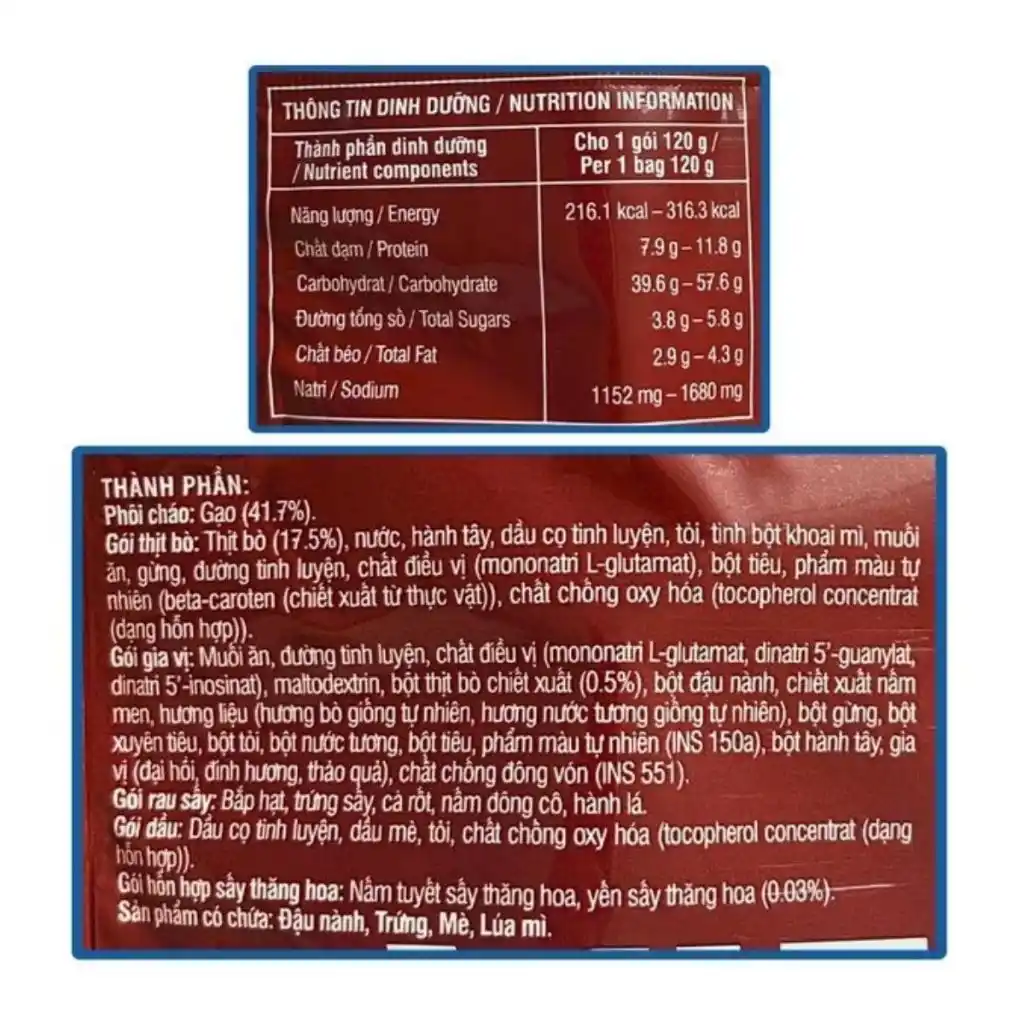 THÔNG TIN DINH DƯỠNG / NUTRITION INFORMATION
Thành phần dinh dưỡng / Nutrient components
Cho 1 gói 120 g / Per 1 bag 120 g
Năng lượng / Energy 216.1 kcal – 316.3 kcal
Chất đạm / Protein 7.9 g – 11.8 g
Carbohydrat / Carbohydrate 39.6 g – 57.6 g
Đường tổng số / Total Sugars 3.8 g – 5.8 g
Chất béo / Total Fat 2.9 g – 4.3 g
Natri / Sodium 1152 mg – 1680 mg
THÀNH PHẦN:
Phôi cháo: Gạo (41.7%).
Gói thịt bò: Thịt bò (17.5%), nước, hành tây, dầu cọ tinh luyện, tỏi, tinh bột khoai mì, muối
ăn, gừng, đường tinh luyện, chất điều vị (mononatri L-glutamat), bột tiêu, phẩm màu tự
nhiên (beta-caroten (chiết xuất từ thực vật)), chất chống oxy hóa (tocopherol concentrat
(dạng hỗn hợp)).
Gói gia vị: Muối ăn, đường tinh luyện, chất điều vị (mononatri L-glutamat, dinatri 5'-guanylat,
dinatri 5'-inosinat), maltodextrin, bột thịt bò chiết xuất (0.5%), bột đậu nành, chiết xuất nấm
men, hương liệu (hương bò giống tự nhiên, hương nước tương giống tự nhiên), bột gừng, bột
xuyên tiêu, bột tỏi, bột nước tương, bột tiêu, phẩm màu tự nhiên (INS 150a), bột hành tây, gia
vị (đại hồi, đinh hương, thảo quả), chất chống đông vón (INS 551).
Gói rau sấy: Bắp hạt, trứng sấy, cà rốt, nấm đông cô, hành lá.
Gói dầu: Dầu cọ tinh luyện, dầu mè, tỏi, chất chống oxy hóa (tocopherol concentrat (dạng
hỗn hợp)).
Gói hỗn hợp sấy thăng hoa: Nấm tuyết sấy thăng hoa, yến sấy thăng hoa (0.03%).
Sản phẩm có chứa: Đậu nành, Trứng, Mè, Lúa mì.